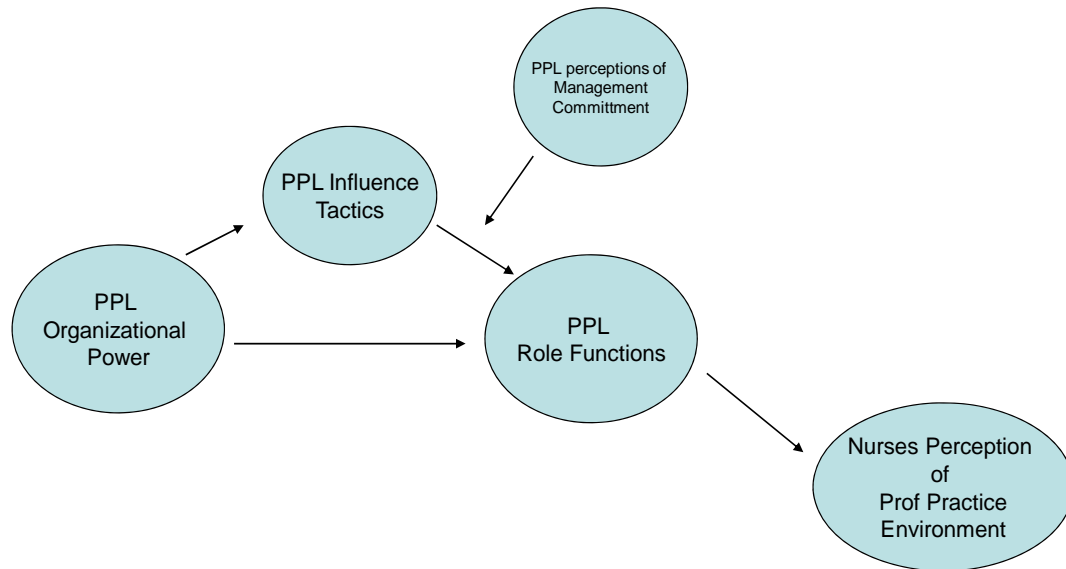 PPL perceptions of
Management
Committment
PPL Influence
Tactics
PPL
Organizational
Power
PPL
Role Functions
Nurses Perception
of
Prof Practice
Environment